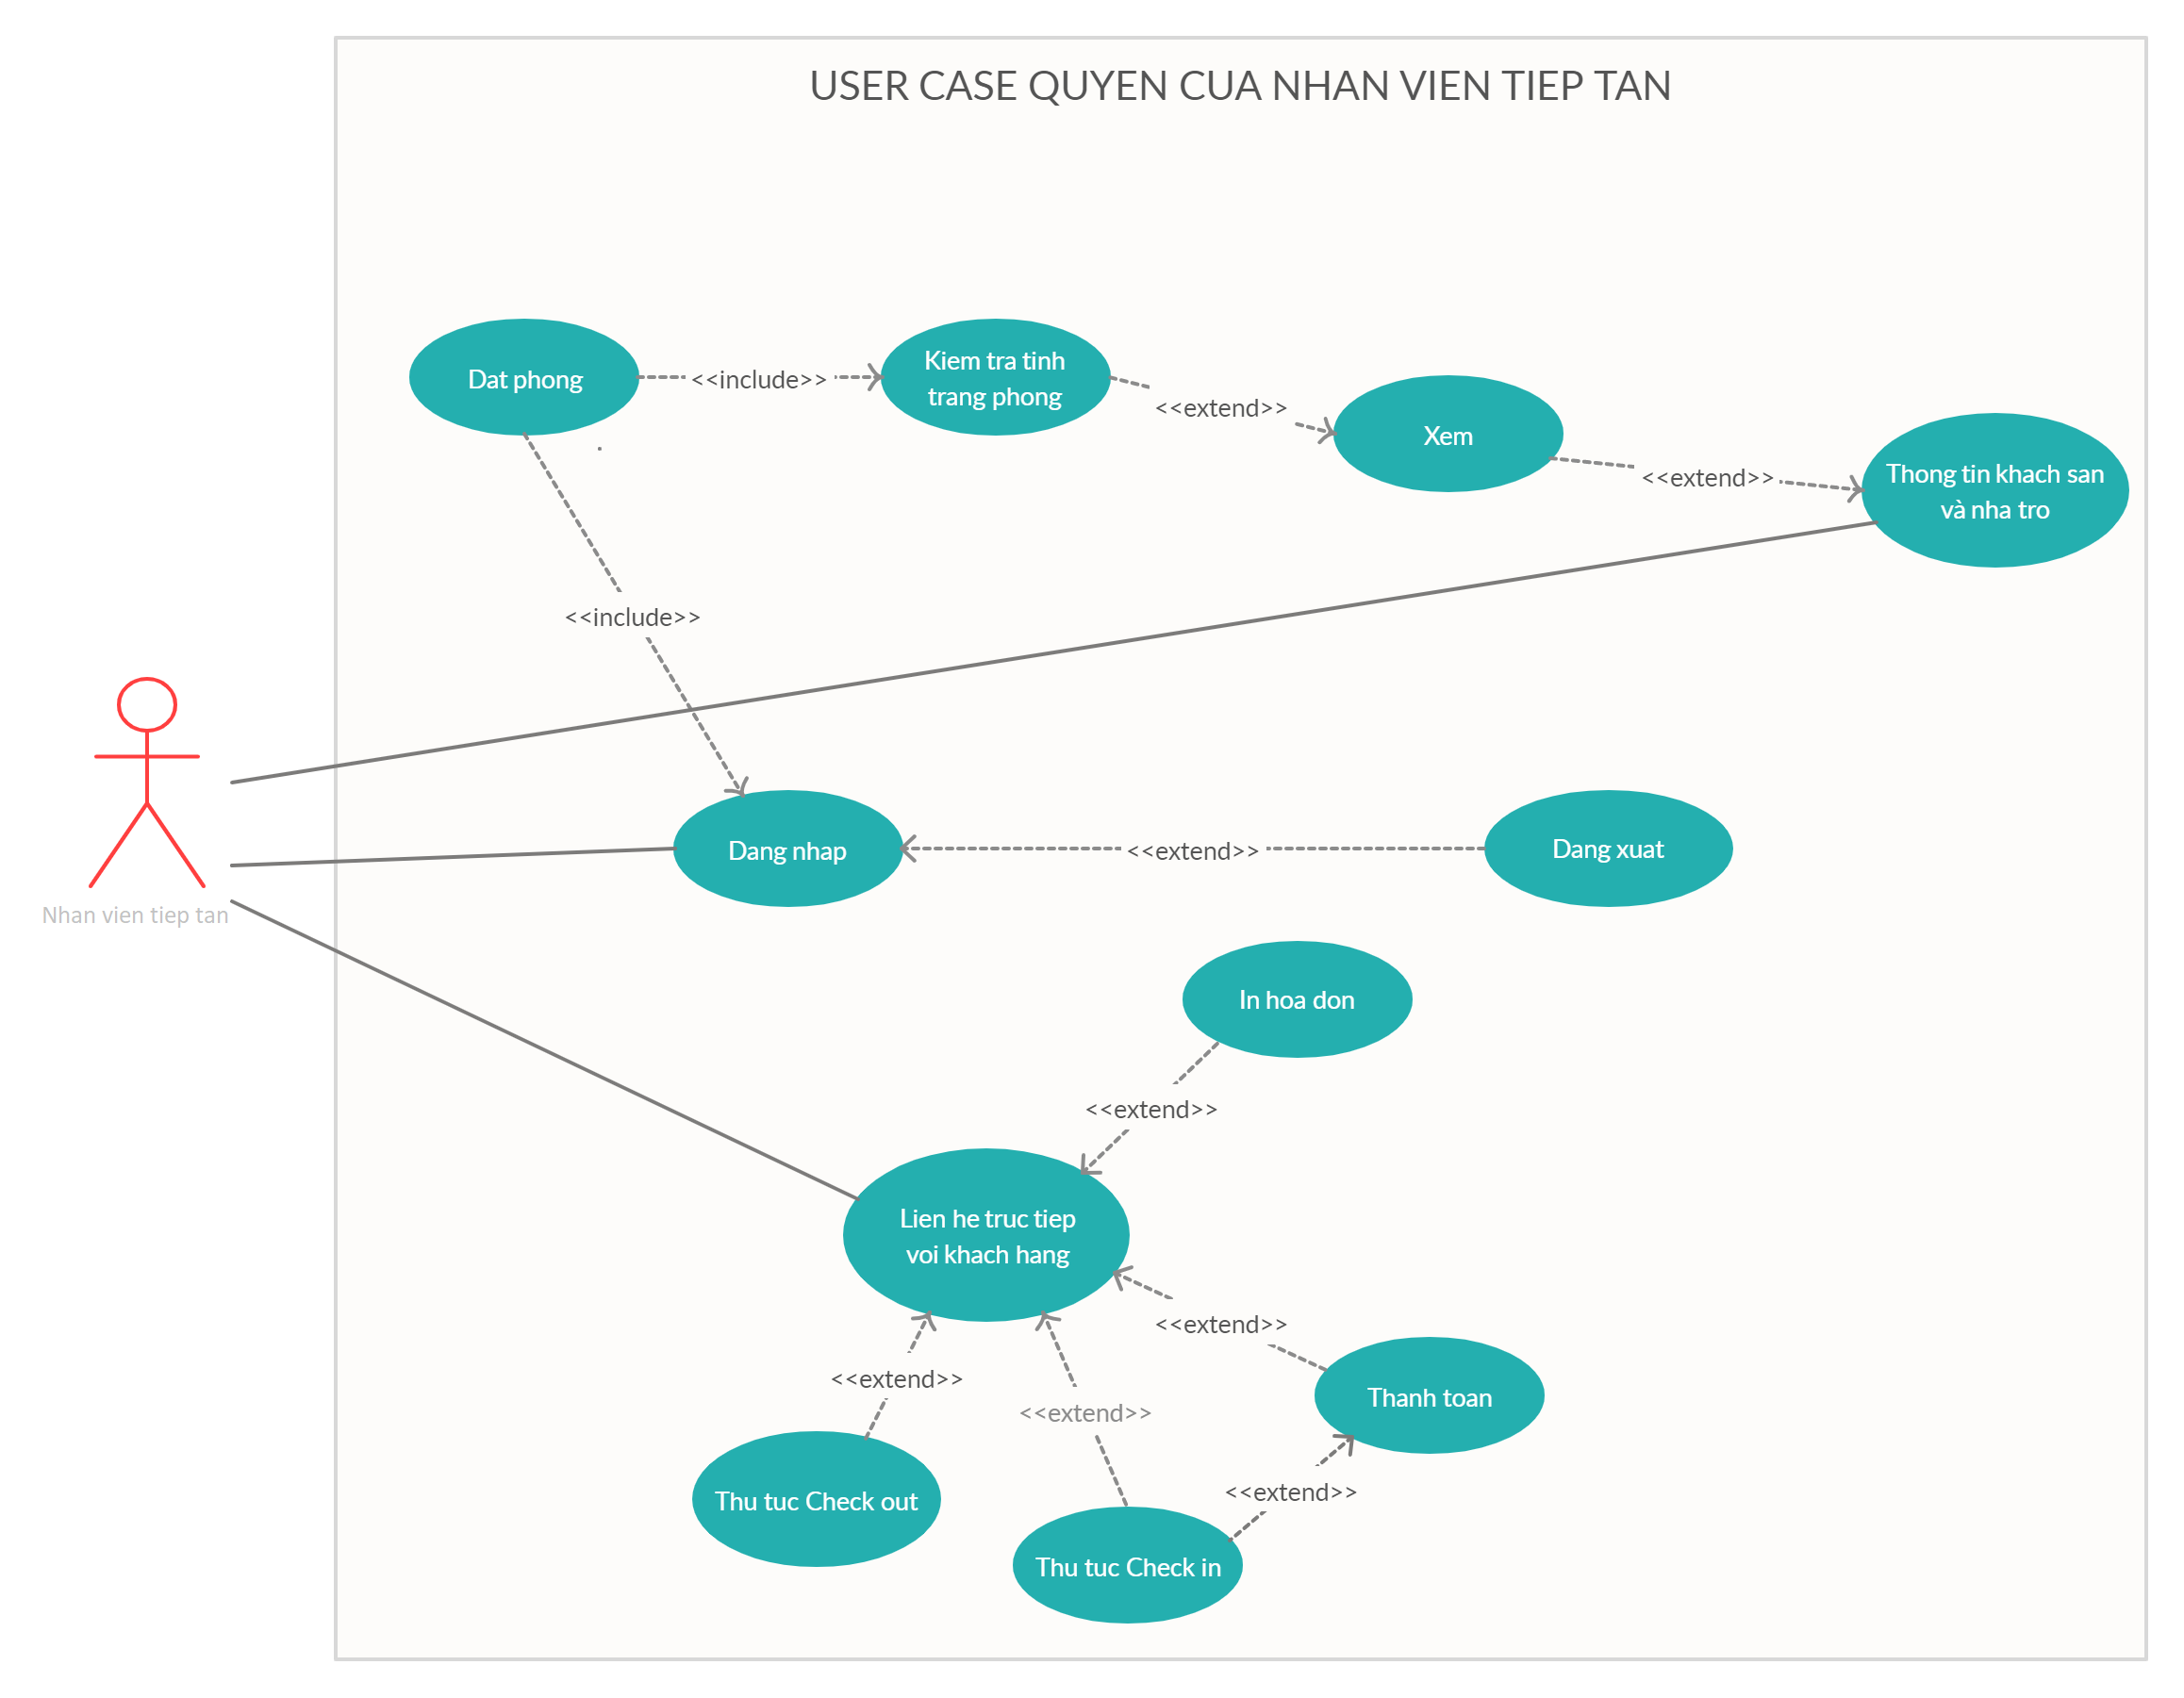 USER CASE QUYEN CUA NHAN VIEN TIEP TAN
Dat phong
<<include>>
Kiem tra tinh
trang phong
<<extend>>
Xem
<<extend>>
Thong tin khach san
và nha tro
<<include>>
Nhan vien tiep tan
Dang nhap
<<extend>>
Dang xuat
In hoa don
<<extend>>
Lien he truc tiep
voi khach hang
<<extend>>
<<extend>>
<<extend>>
Thanh toan
<<extend>>
Thu tuc Check out
Thu tuc Check in